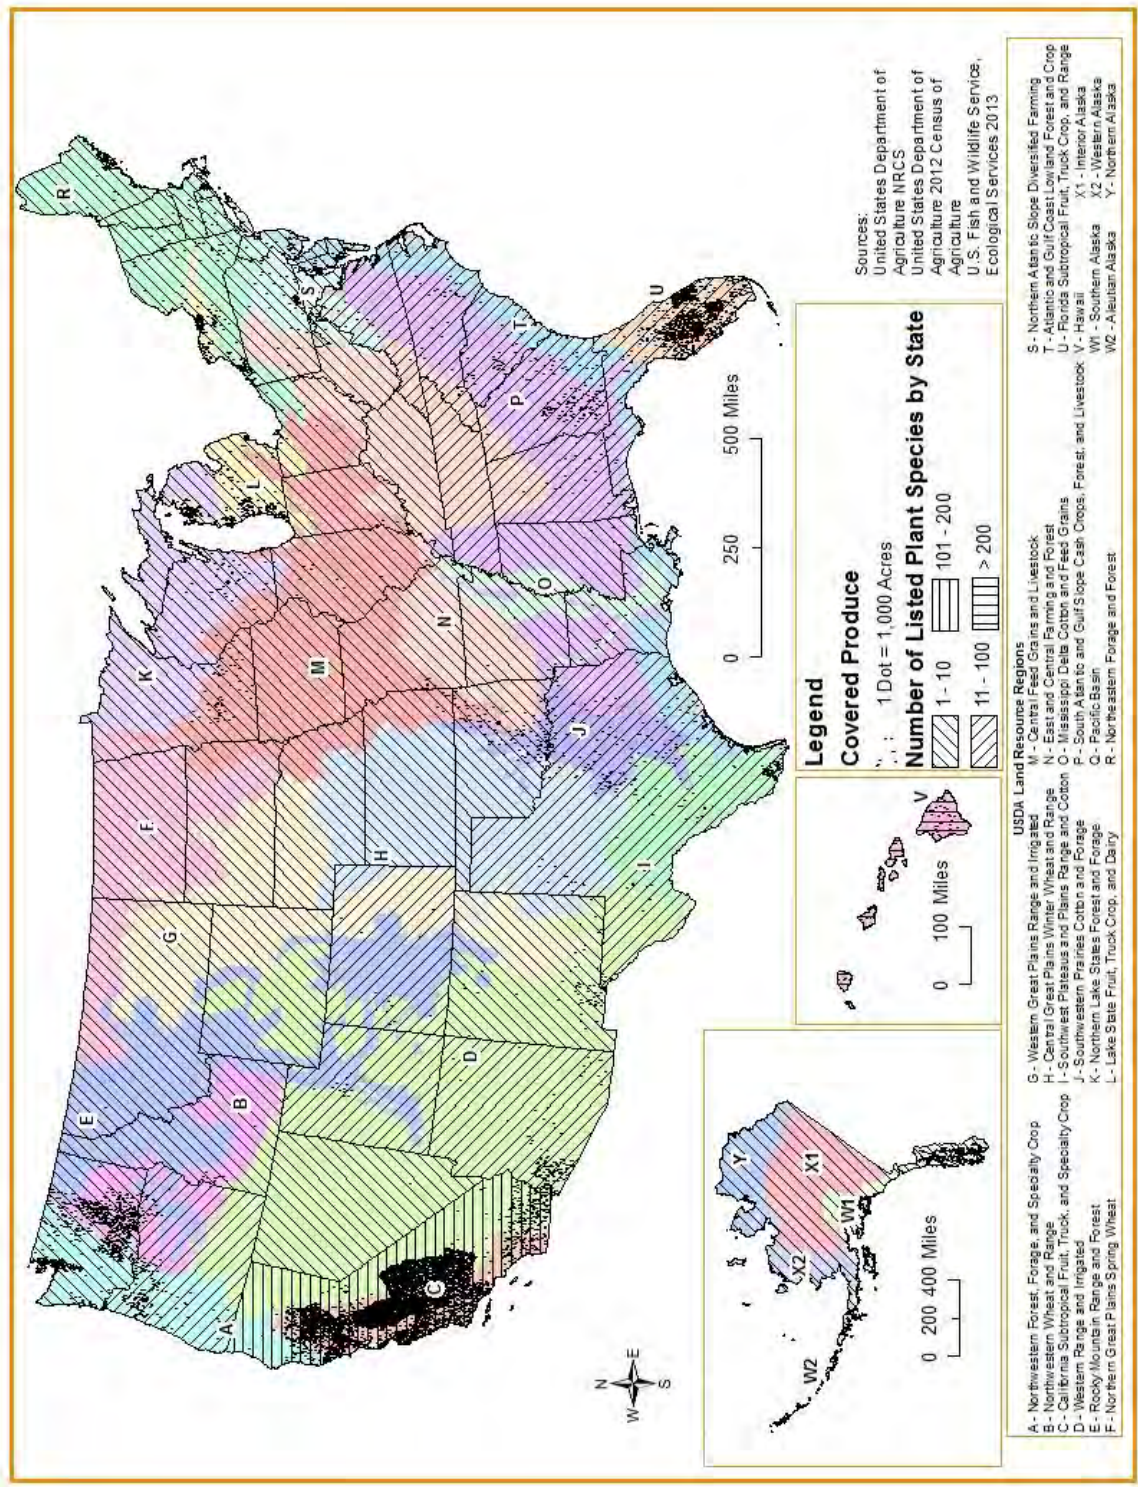 R
S
T
U
P
K
L
M
N
O
J
F
G
H
I
E
B
D
A
C
N
W
E
S
0
250
500 Miles
Sources:
United States Department of
Agriculture NRCS
United States Department of
Agriculture 2012 Census of
Agriculture
U.S. Fish and Wildlife Service,
Ecological Services 2013
Y
X1
X2
W1
W2
0 200 400 Miles
V
0 100 Miles
Legend
Covered Produce
1 Dot = 1,000 Acres
Number of Listed Plant Species by State
1 - 10
101 - 200
11 - 100
> 200
USDA Land Resource Regions
A - Northwestern Forest, Forage, and Specialty Crop
B - Northwestern Wheat and Range
C - California Subtropical Fruit, Truck, and Specialty Crop
D - Western Range and Irrigated
E - Rocky Mountain Range and Forest
F - Northern Great Plains Spring Wheat
G - Western Great Plains Range and Irrigated
H - Central Great Plains Winter Wheat and Range
I - Southwest Plateaus and Plains Range and Cotton
J - Southwestern Prairies Cotton and Forage
K - Northern Lake States Forest and Forage
L - Lake State Fruit, Truck Crop, and Dairy
M - Central Feed Grains and Livestock
N - East and Central Farming and Forest
O - Mississippi Delta Cotton and Feed Grains
P - South Atlantic and Gulf Slope Cash Crops, Forest, and Livestock
Q - Pacific Basin
R - Northeastern Forage and Forest
S - Northern Atlantic Slope Diversified Farming
T - Atlantic and Gulf Coast Lowland Forest and Crop
U - Florida Subtropical Fruit, Truck Crop, and Range
V - Hawaii
W1 - Southern Alaska
W2 - Aleutian Alaska
X1 - Interior Alaska
X2 - Western Alaska
Y - Northern Alaska